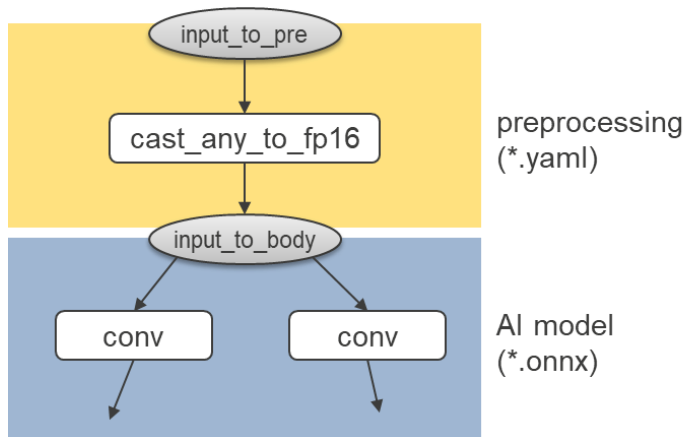 input_to_pre
cast_any_to_fp16
preprocessing
(*.yaml)
input_to_body
conv
conv
AI model
(*.onnx)